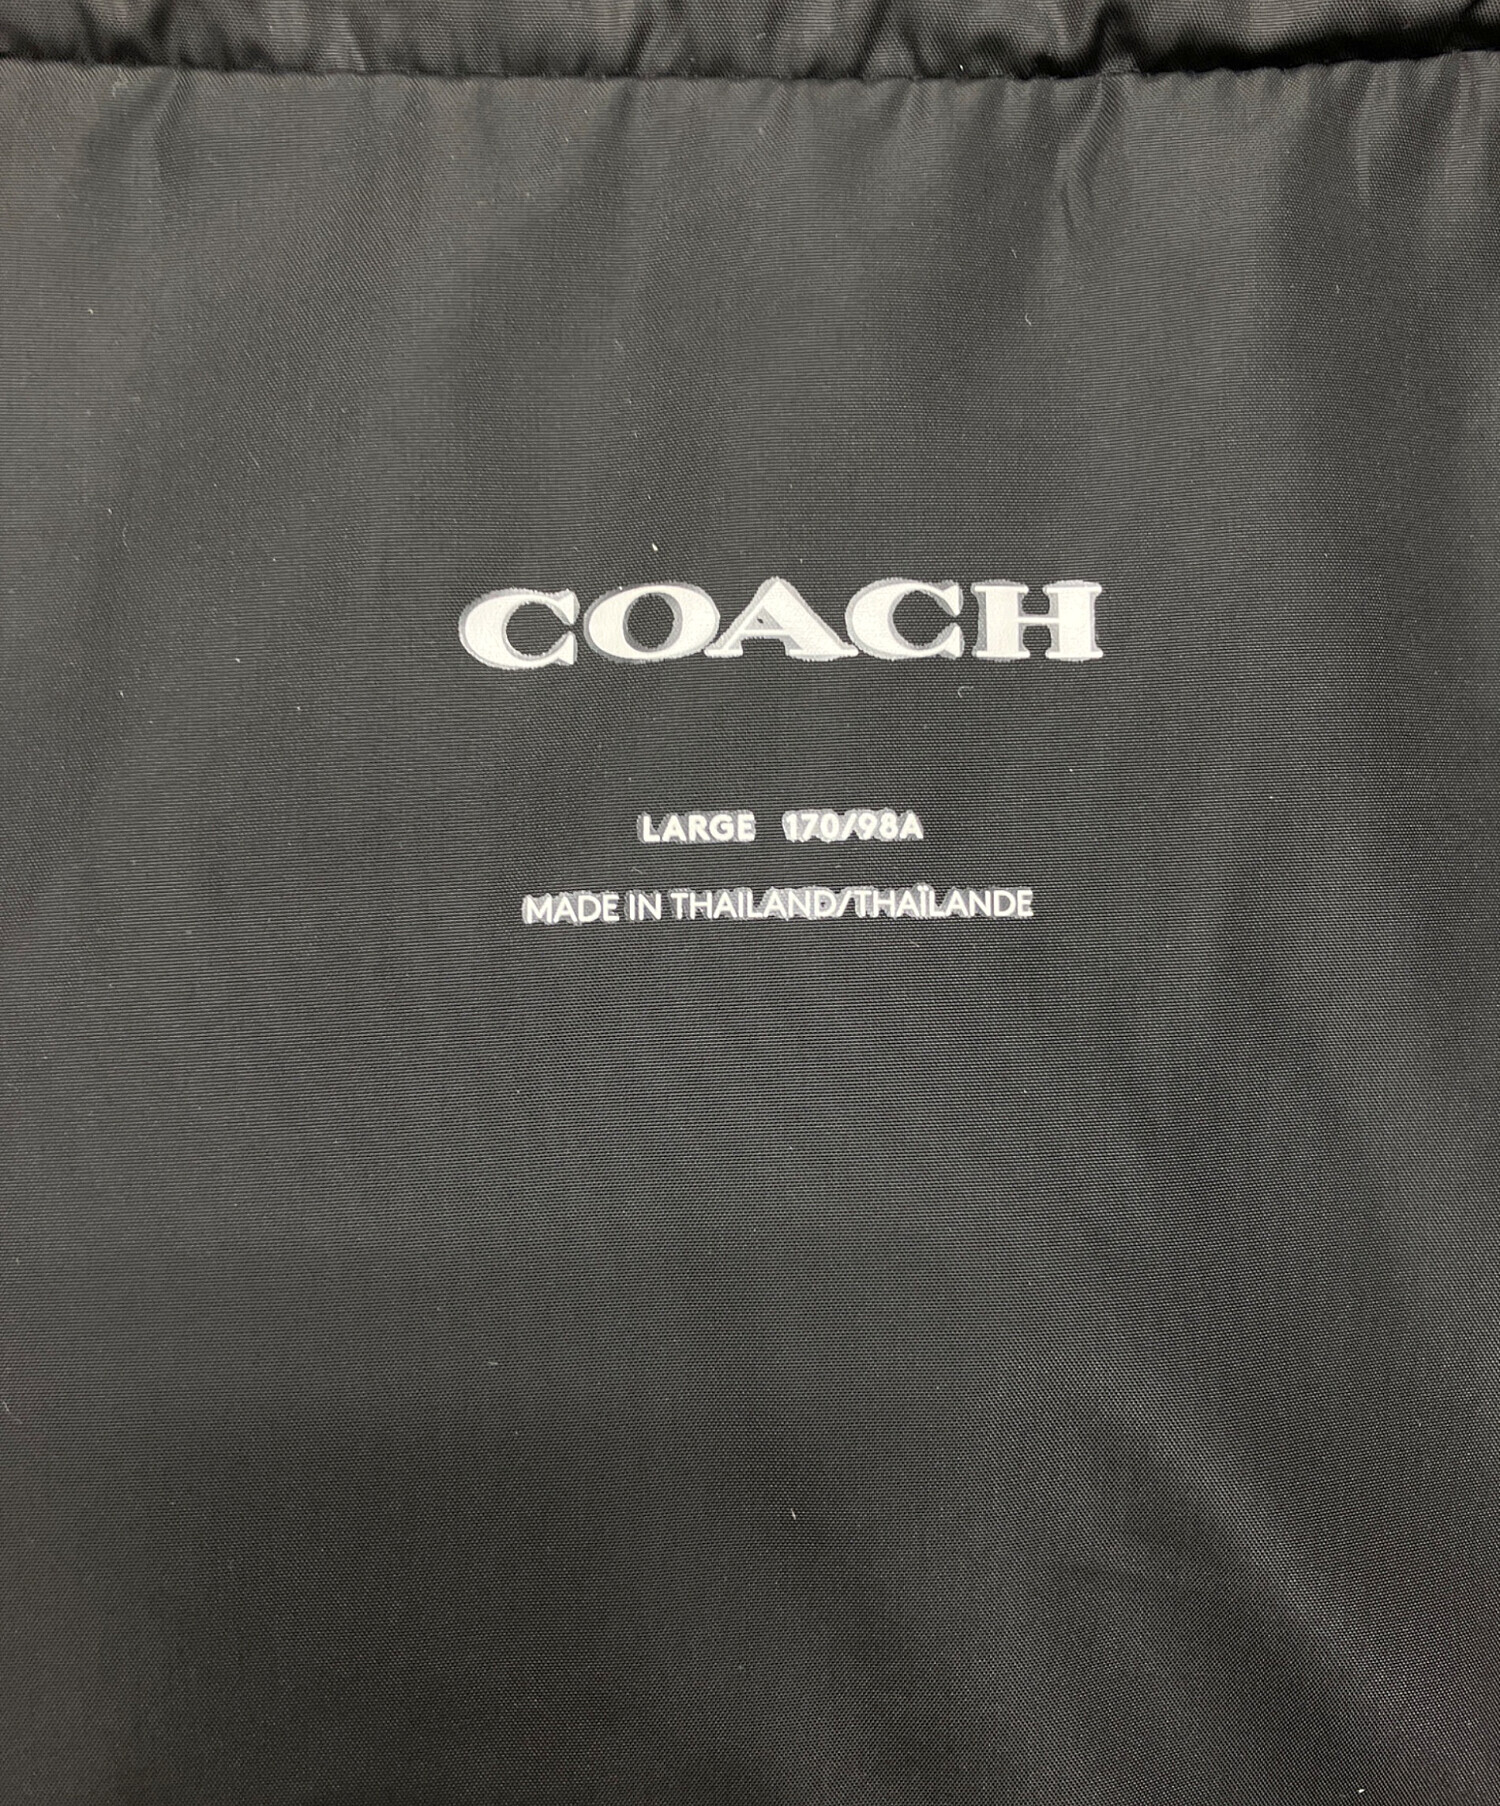 COACH
LARGE 170/98A
MADE IN THAILAND/THAÏLANDE